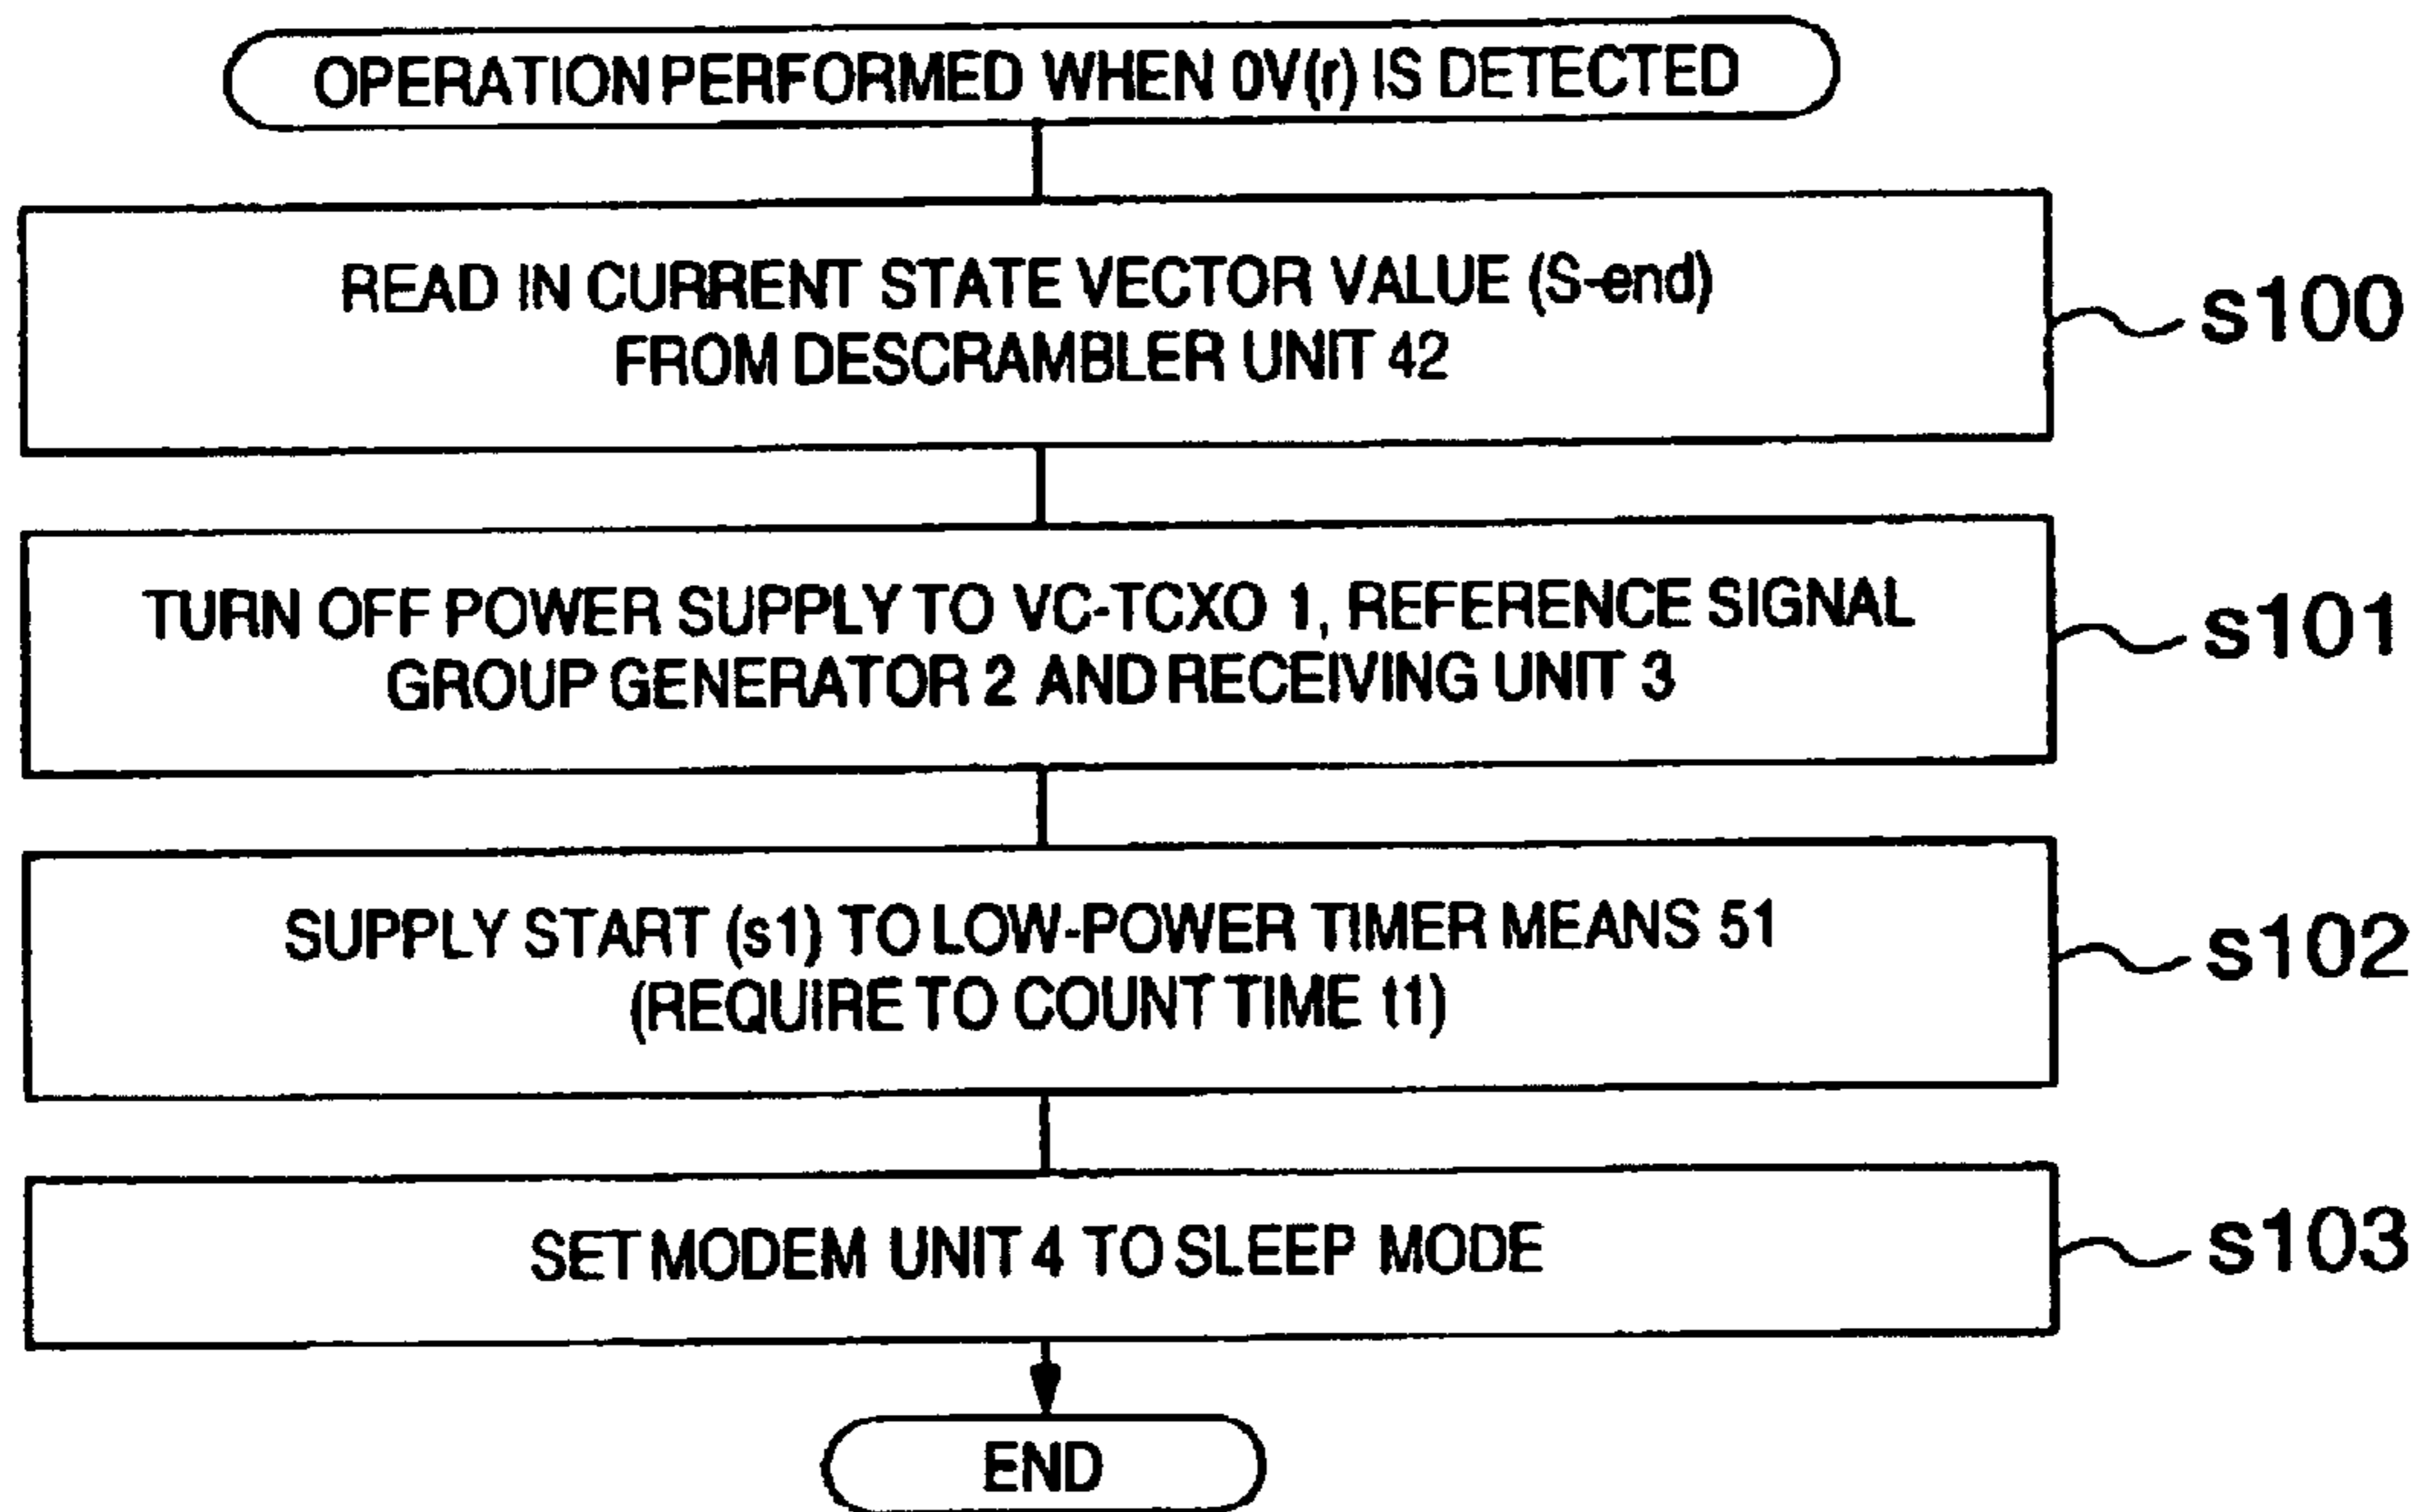 OPERATION PERFORMED WHEN 0V(r) IS DETECTED
READ IN CURRENT STATE VECTOR VALUE (S-end)
FROM DESCRAMBLER UNIT 42
s100
TURN OFF POWER SUPPLY TO VC-TCXO 1, REFERENCE SIGNAL
GROUP GENERATOR 2 AND RECEIVING UNIT 3
s101
SUPPLY START (s1) TO LOW-POWER TIMER MEANS 51
(REQUIRE TO COUNT TIME t1)
s102
SET MODEM UNIT 4 TO SLEEP MODE
s103
END